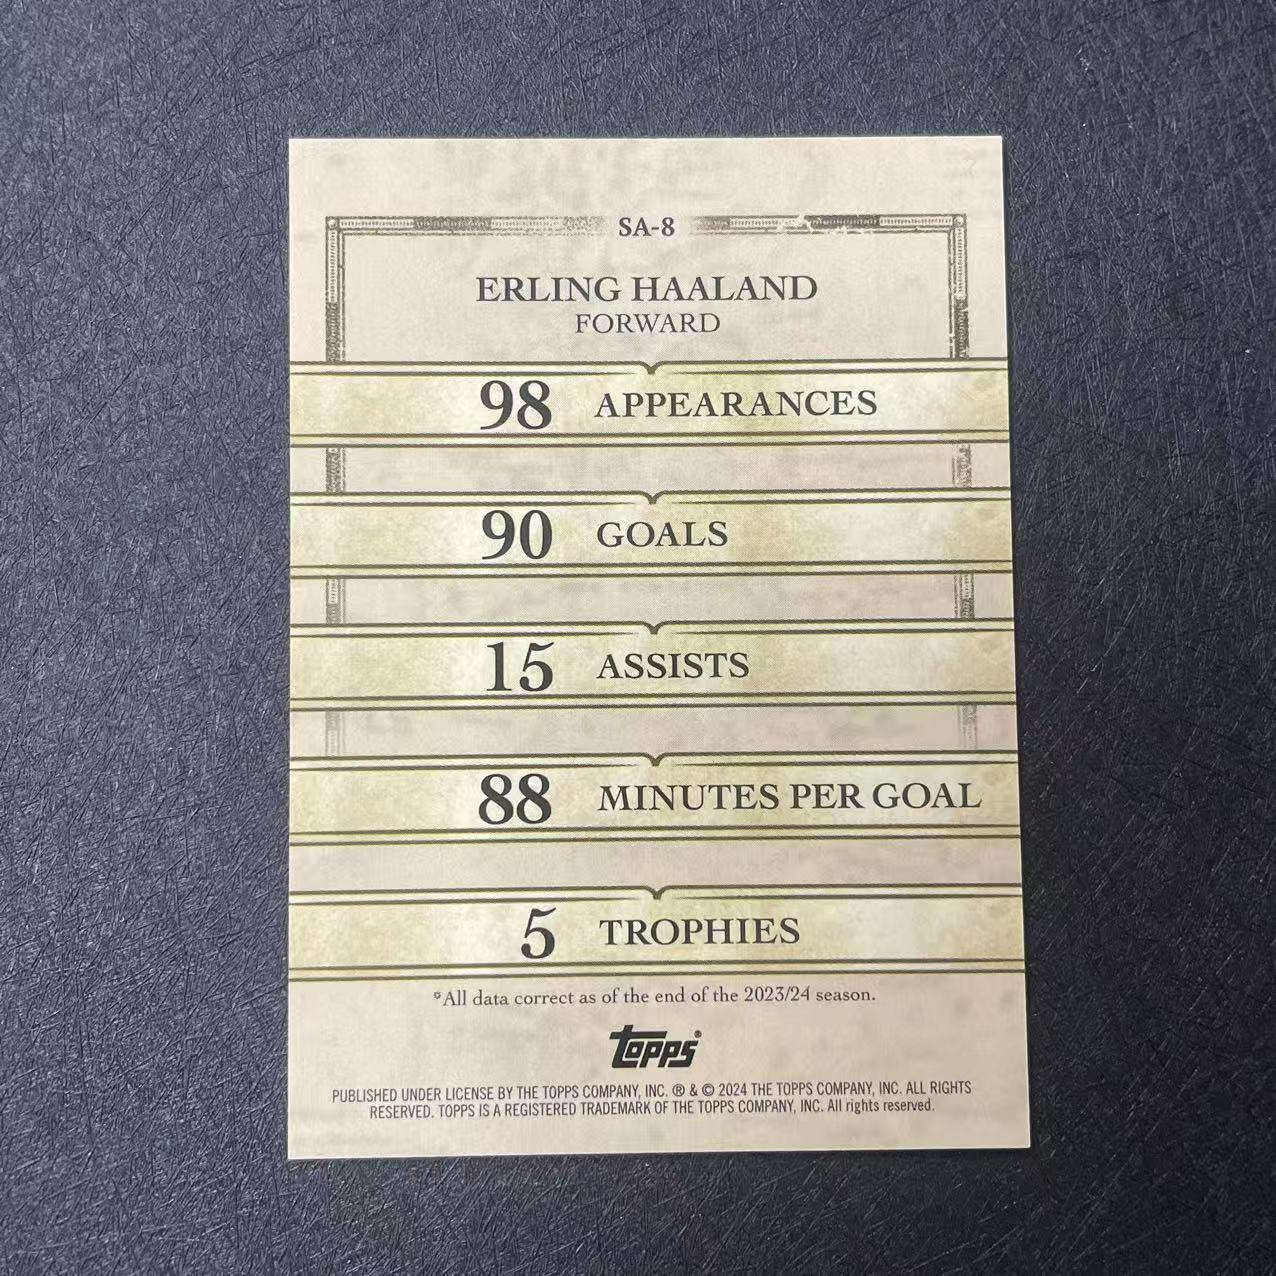 SA-8
ERLING HAALAND
FORWARD
98 APPEARANCES
90 GOALS
15 ASSISTS
88 MINUTES PER GOAL
5 TROPHIES
*All data correct as of the end of the 2023/24 season.
topps®
PUBLISHED UNDER LICENSE BY THE TOPPS COMPANY, INC. ® & © 2024 THE TOPPS COMPANY, INC. ALL RIGHTS
RESERVED. TOPPS IS A REGISTERED TRADEMARK OF THE TOPPS COMPANY, INC. All rights reserved.